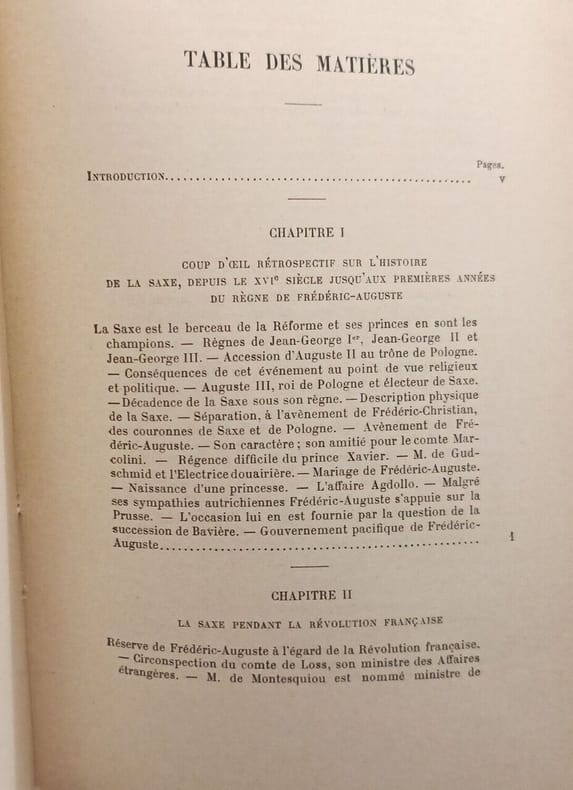 TABLE DES MATIÈRES
Pages.
INTRODUCTION................................................. V
CHAPITRE I
COUP D'ŒIL RÉTROSPECTIF SUR L'HISTOIRE
DE LA SAXE, DEPUIS LE XVIe SIÈCLE JUSQU'AUX PREMIÈRES ANNÉES
DU RÈGNE DE FRÉDÉRIC-AUGUSTE
La Saxe est le berceau de la Réforme et ses princes en sont les
champions. — Règnes de Jean-George Ier, Jean-George II et
Jean-George III. — Accession d'Auguste II au trône de Pologne.
— Conséquences de cet événement au point de vue religieux
et politique. — Auguste III, roi de Pologne et électeur de Saxe.
— Décadence de la Saxe sous son règne. — Description physique
de la Saxe. — Séparation, à l'avènement de Frédéric-Christian,
des couronnes de Saxe et de Pologne. — Avènement de Fré-
déric-Auguste. — Son caractère ; son amitié pour le comte Mar-
colini. — Régence difficile du prince Xavier. — M. de Gud-
schmid et l'Electrice douairière. — Mariage de Frédéric-Auguste.
— Naissance d'une princesse. — L'affaire Agdollo. — Malgré
ses sympathies autrichiennes Frédéric-Auguste s'appuie sur la
Prusse. — L'occasion lui en est fournie par la question de la
succession de Bavière. — Gouvernement pacifique de Frédéric-
Auguste................................................. 1
CHAPITRE II
LA SAXE PENDANT LA RÉVOLUTION FRANÇAISE
Réserve de Frédéric-Auguste à l'égard de la Révolution française.
— Circonspection du comte de Loss, son ministre des Affaires
étrangères. — M. de Montesquiou est nommé ministre de